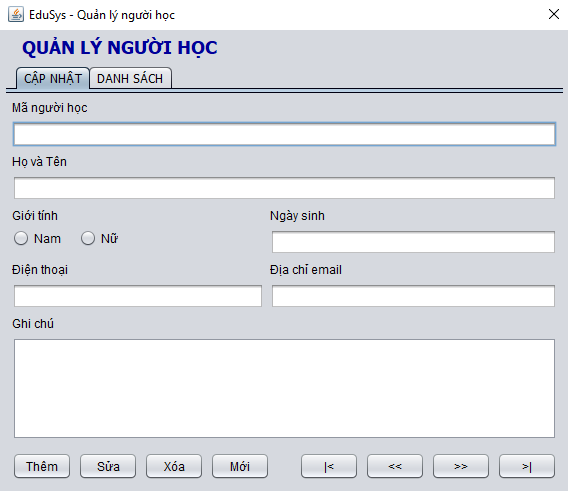 EduSys - Quản lý người học
QUẢN LÝ NGƯỜI HỌC
CẬP NHẬT DANH SÁCH
Mã người học
Họ và Tên
Giới tính Ngày sinh
Nam Nữ
Điện thoại Địa chỉ email
Ghi chú
Thêm Sửa Xóa Mới |< << >> >|